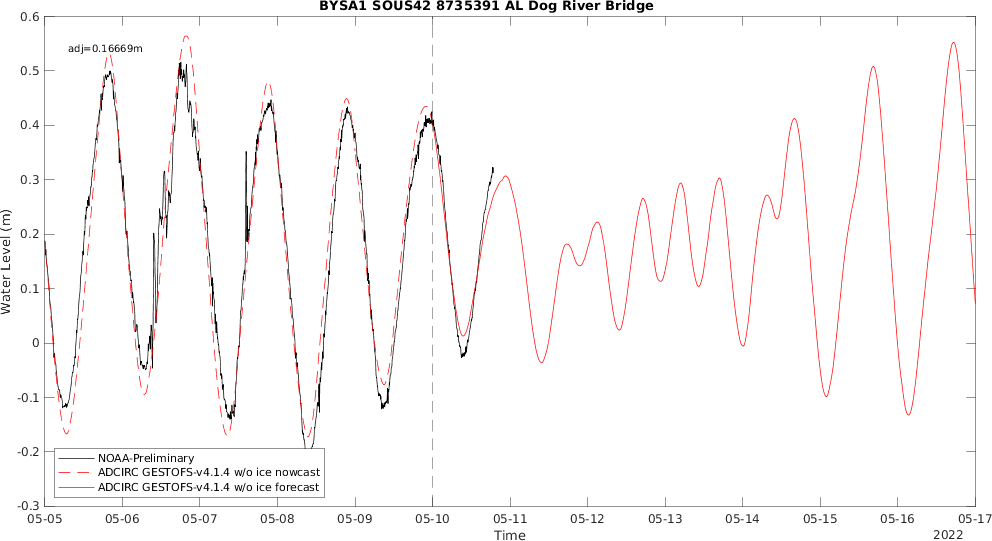 BYSA1 SOUS42 8735391 AL Dog River Bridge
adj=0.16669m
0.6
0.5
0.4
0.3
0.2
0.1
0
-0.1
-0.2
-0.3
Water Level (m)
NOAA-Preliminary
ADCIRC GESTOFS-v4.1.4 w/o ice nowcast
ADCIRC GESTOFS-v4.1.4 w/o ice forecast
05-05 05-06 05-07 05-08 05-09 05-10 05-11 05-12 05-13 05-14 05-15 05-16 05-17
Time
2022